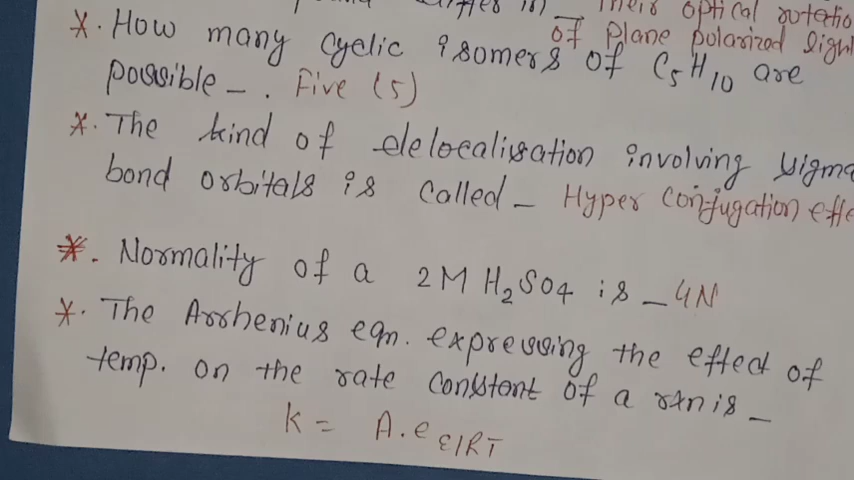 in _ Their optical rotatio
of Plane polarized light
*. How many cyclic isomers of C5H10 are
possible _. Five (5)
*. The kind of delocalisation involving sigma
bond orbitals is called _ Hyper conjugation effe
*. Normality of a 2M H2SO4 is _ 4N
*. The Arrhenius eqn. expressing the effect of
temp. on the rate constant of a rxn is _
K = A.e E/RT